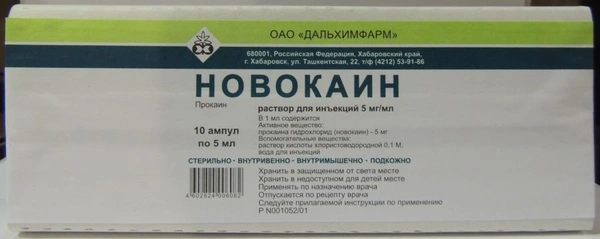 ОАО «ДАЛЬХИМФАРМ»
680001, Российская Федерация, Хабаровский край,
г. Хабаровск, ул. Ташкентская, 22, т/ф (4212) 53-91-86
НОВОКАИН
Прокаин
раствор для инъекций 5 мг/мл
10 ампул
по 5 мл
В 1 мл содержится
Активное вещество:
прокаина гидрохлорид (новокаин) - 5 мг
Вспомогательные вещества:
раствор кислоты хлористоводородной 0,1 М,
вода для инъекций
СТЕРИЛЬНО • ВНУТРИВЕННО • ВНУТРИМЫШЕЧНО • ПОДКОЖНО
4602824006082
Хранить в защищенном от света месте
Хранить в недоступном для детей месте
Применять по назначению врача
Отпускается по рецепту врача
Следуйте прилагаемой инструкции по применению
Р N001052/01